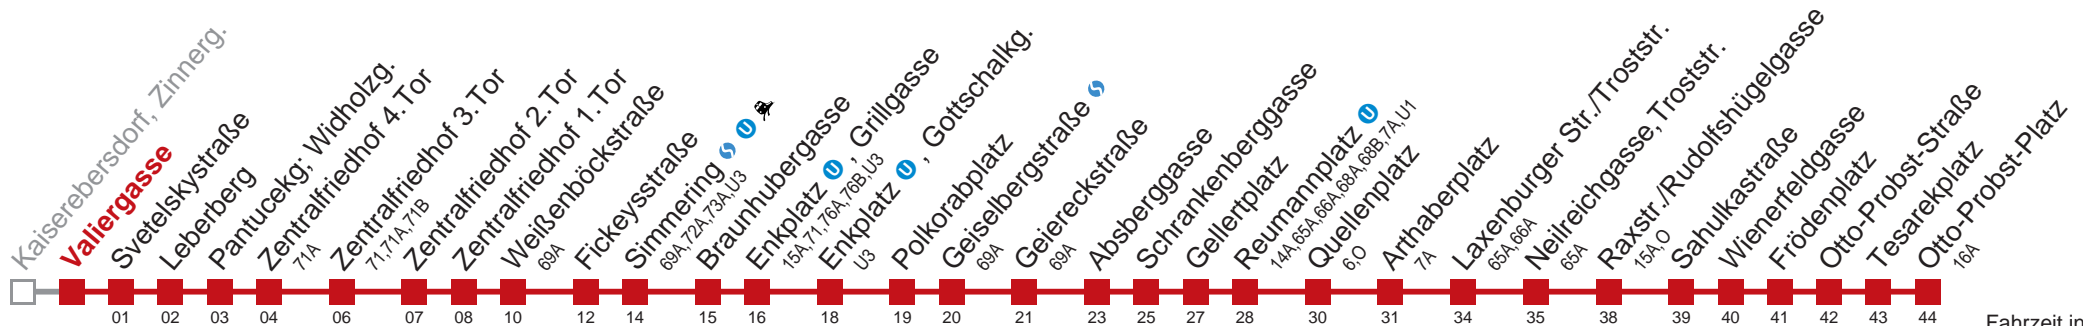 Kaiserebersdorf, Zinnerg.
Valiergasse
Svetelskystraße
01
Leberberg
02
Pantucekg; Widholzg.
03
Zentralfriedhof 4.Tor
71A
04
Zentralfriedhof 3.Tor
71,71A,71B
06
Zentralfriedhof 2.Tor
07
Zentralfriedhof 1.Tor
08
Weißenböckstraße
69A
10
Fickeysstraße
12
Simmering S U
69A,72A,73A,U3
14
Braunhubergasse
15
Enkplatz U , Grillgasse
15A,71,76A,76B,U3
16
Enkplatz U , Gottschalkg.
U3
18
Polkorabplatz
19
Geiselbergstraße S
69A
20
Geiereckstraße
69A
21
Absberggasse
23
Schrankenberggasse
25
Gellertplatz
27
Reumannplatz U
14A,65A,66A,68A,68B,7A,U1
28
Quellenplatz
6,O
30
Arthaberplatz
7A
31
Laxenburger Str./Troststr.
65A,66A
34
Neilreichgasse,Troststr.
65A
35
Raxstr./Rudolfshügelgasse
15A,O
38
Sahulkastraße
39
Wienerfeldgasse
40
Frödenplatz
41
Otto-Probst-Straße
42
Tesarekplatz
43
Otto-Probst-Platz
16A
44
Fahrzeit in